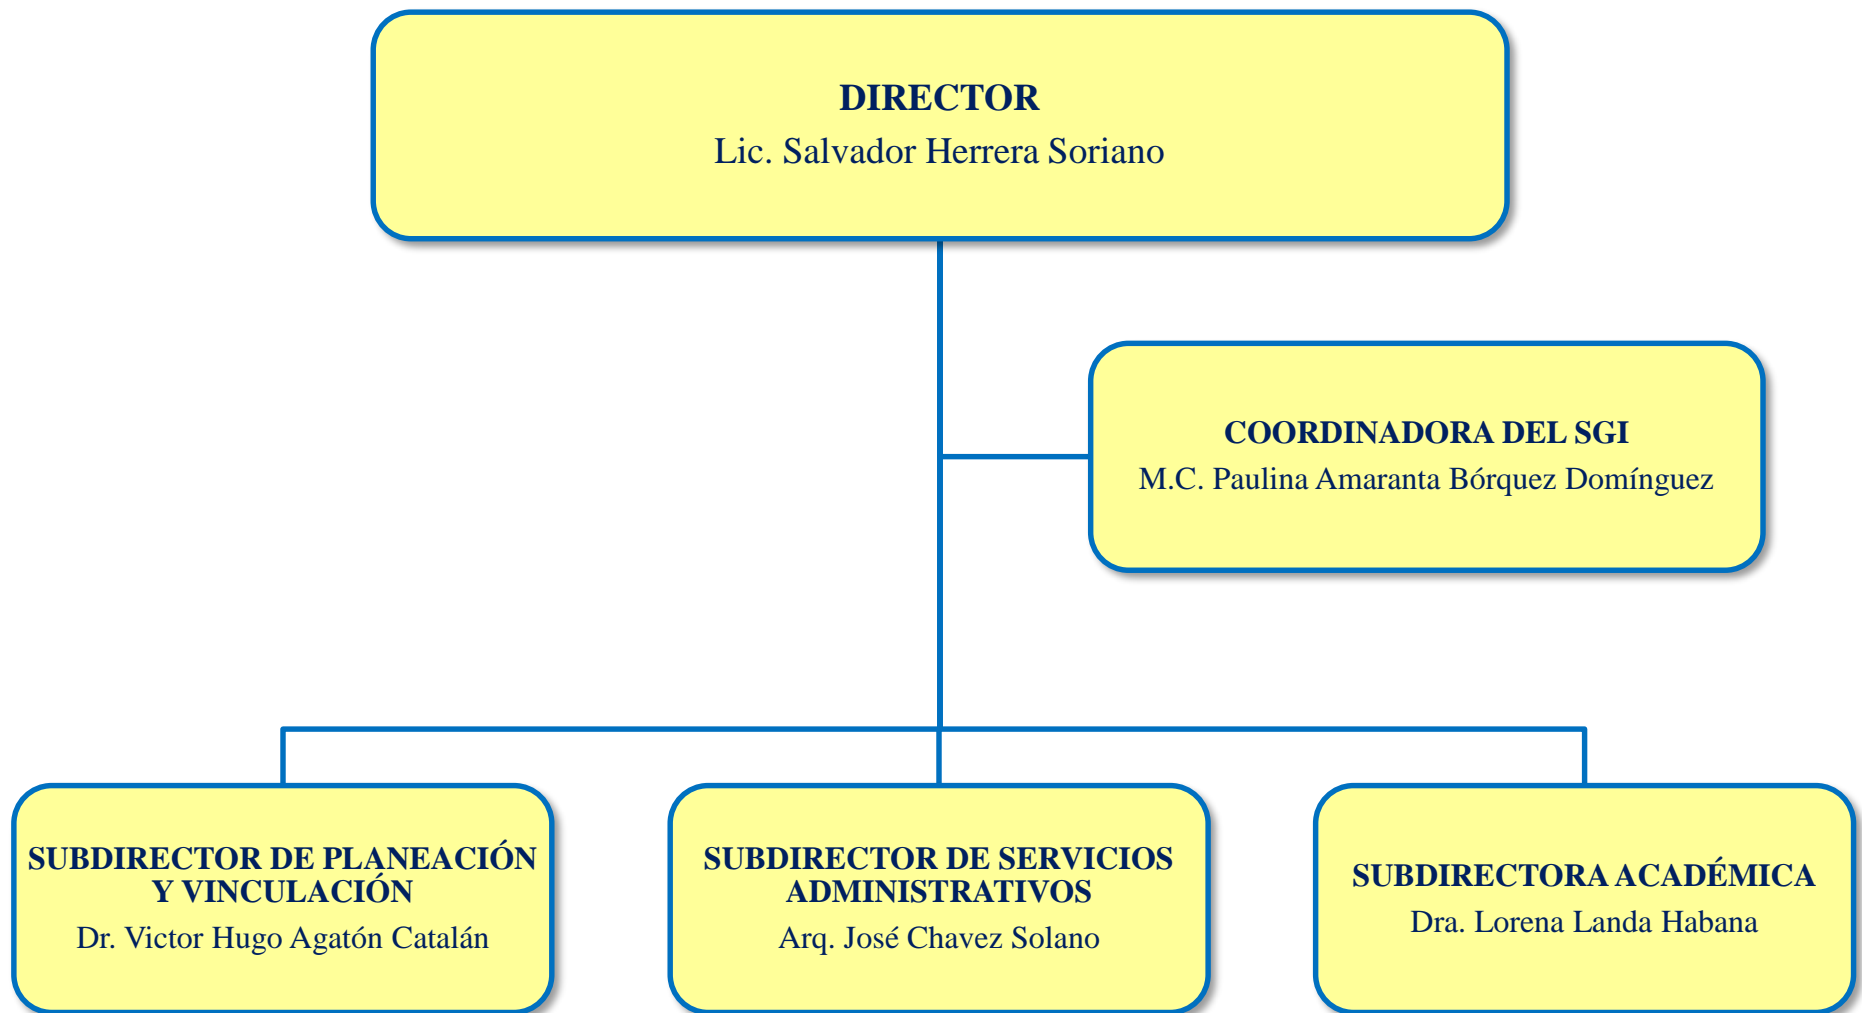 DIRECTOR
Lic. Salvador Herrera Soriano
COORDINADORA DEL SGI
M.C. Paulina Amaranta Bórquez Domínguez
SUBDIRECTOR DE PLANEACIÓN
Y VINCULACIÓN
Dr. Victor Hugo Agatón Catalán
SUBDIRECTOR DE SERVICIOS
ADMINISTRATIVOS
Arq. José Chavez Solano
SUBDIRECTORA ACADÉMICA
Dra. Lorena Landa Habana